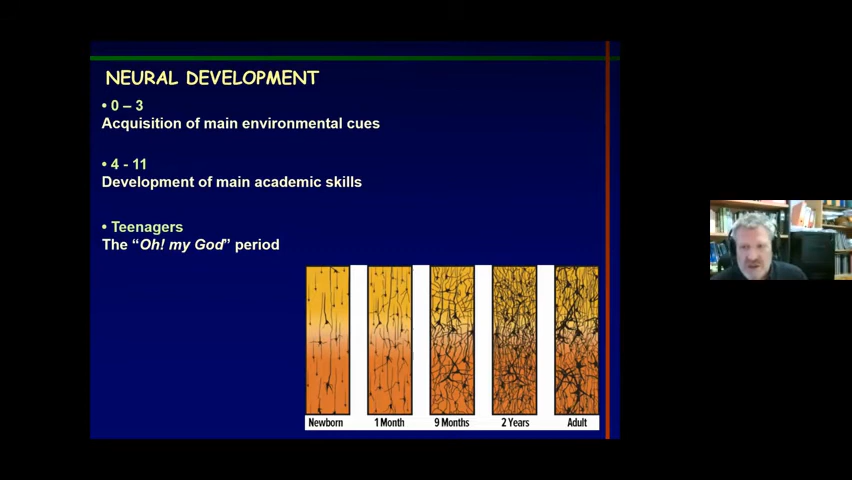 NEURAL DEVELOPMENT
• 0 – 3
Acquisition of main environmental cues
• 4 - 11
Development of main academic skills
• Teenagers
The “Oh! my God” period
Newborn
1 Month
9 Months
2 Years
Adult